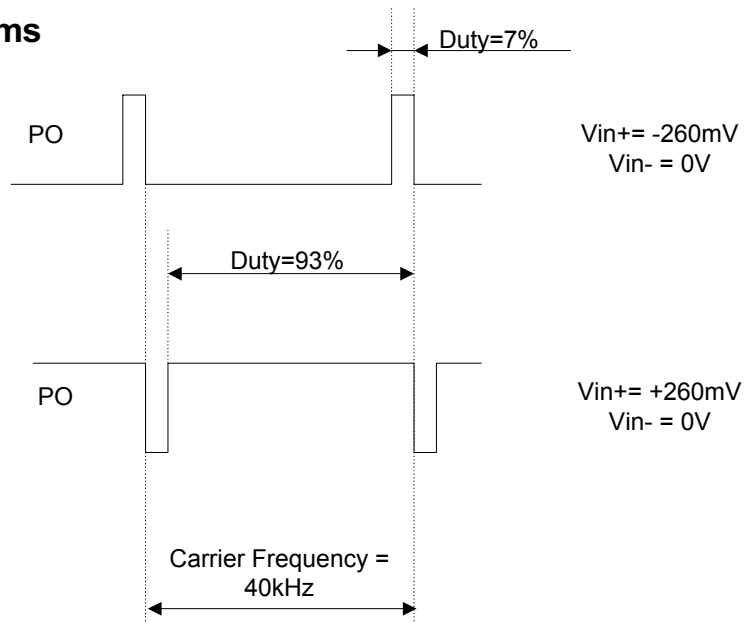 ms
Duty=7%
PO
Vin+= -260mV
Vin- = 0V
Duty=93%
PO
Vin+= +260mV
Vin- = 0V
Carrier Frequency =
40kHz